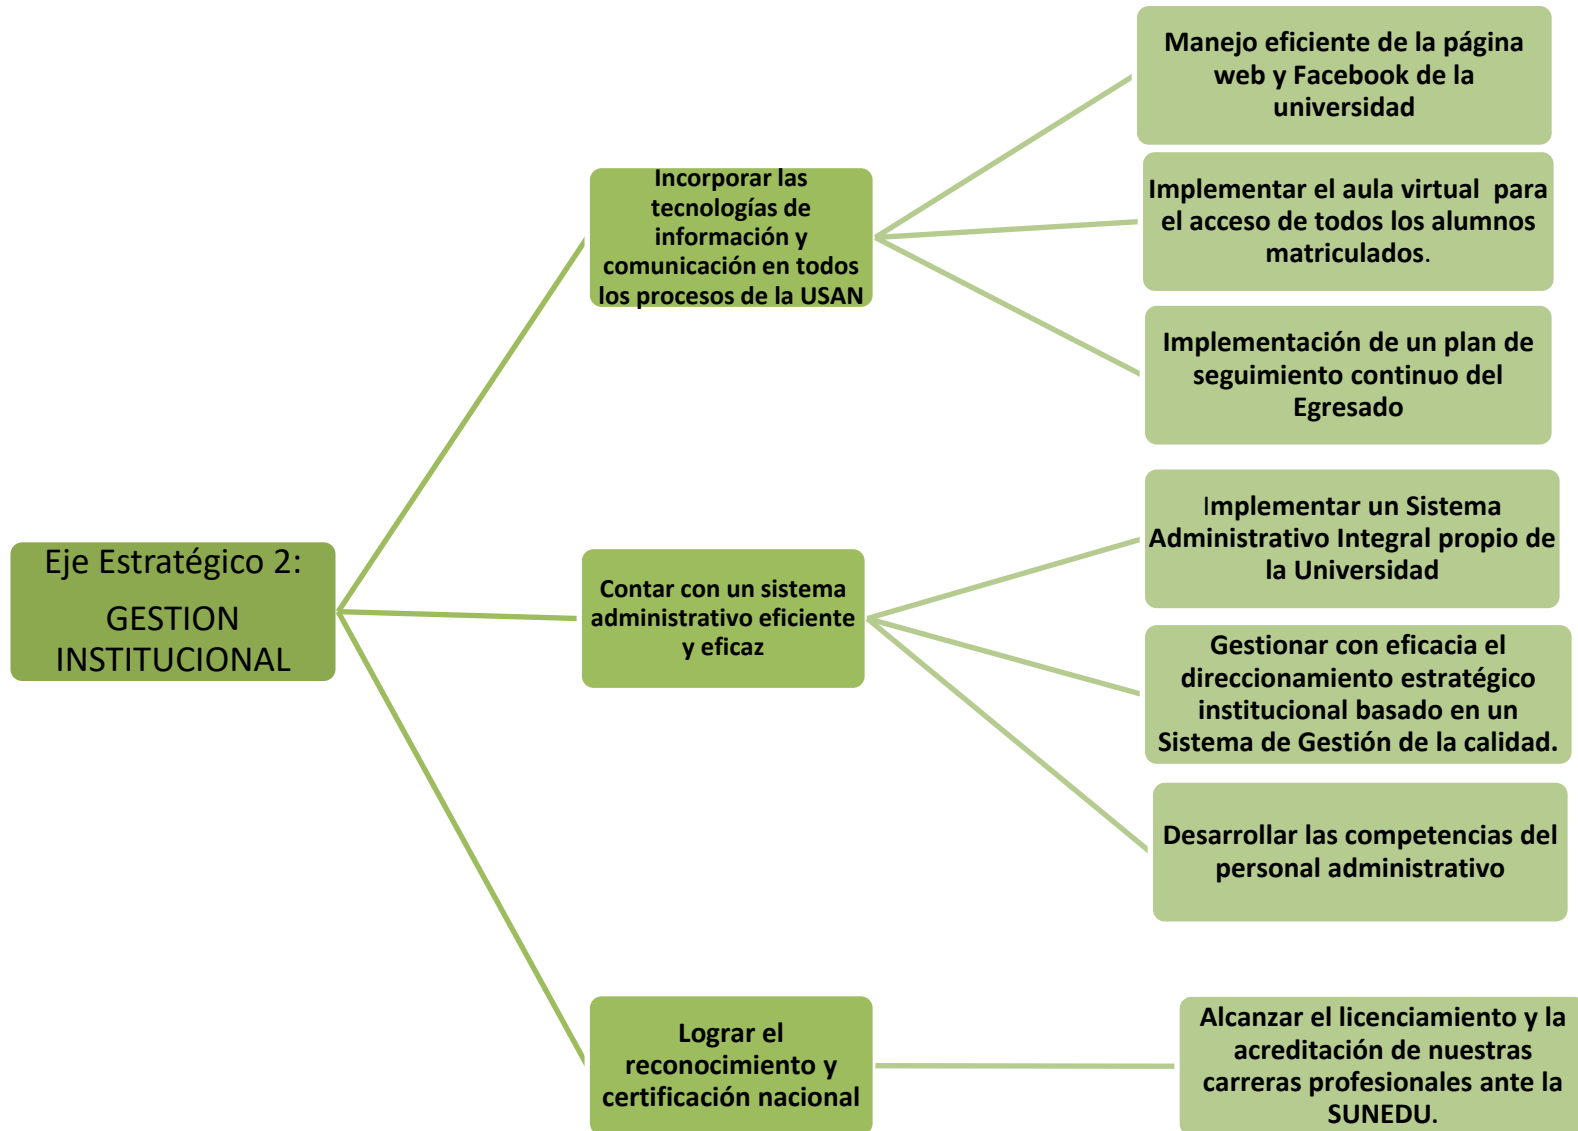 Eje Estratégico 2:
GESTION
INSTITUCIONAL
Incorporar las
tecnologías de
información y
comunicación en todos
los procesos de la USAN
Manejo eficiente de la página
web y Facebook de la
universidad
Implementar el aula virtual  para
el acceso de todos los alumnos
matriculados.
Implementación de un plan de
seguimiento continuo del
Egresado
Contar con un sistema
administrativo eficiente
y eficaz
Implementar un Sistema
Administrativo Integral propio de
la Universidad
Gestionar con eficacia el
direccionamiento estratégico
institucional basado en un
Sistema de Gestión de la calidad.
Desarrollar las competencias del
personal administrativo
Lograr el
reconocimiento y
certificación nacional
Alcanzar el licenciamiento y la
acreditación de nuestras
carreras profesionales ante la
SUNEDU.